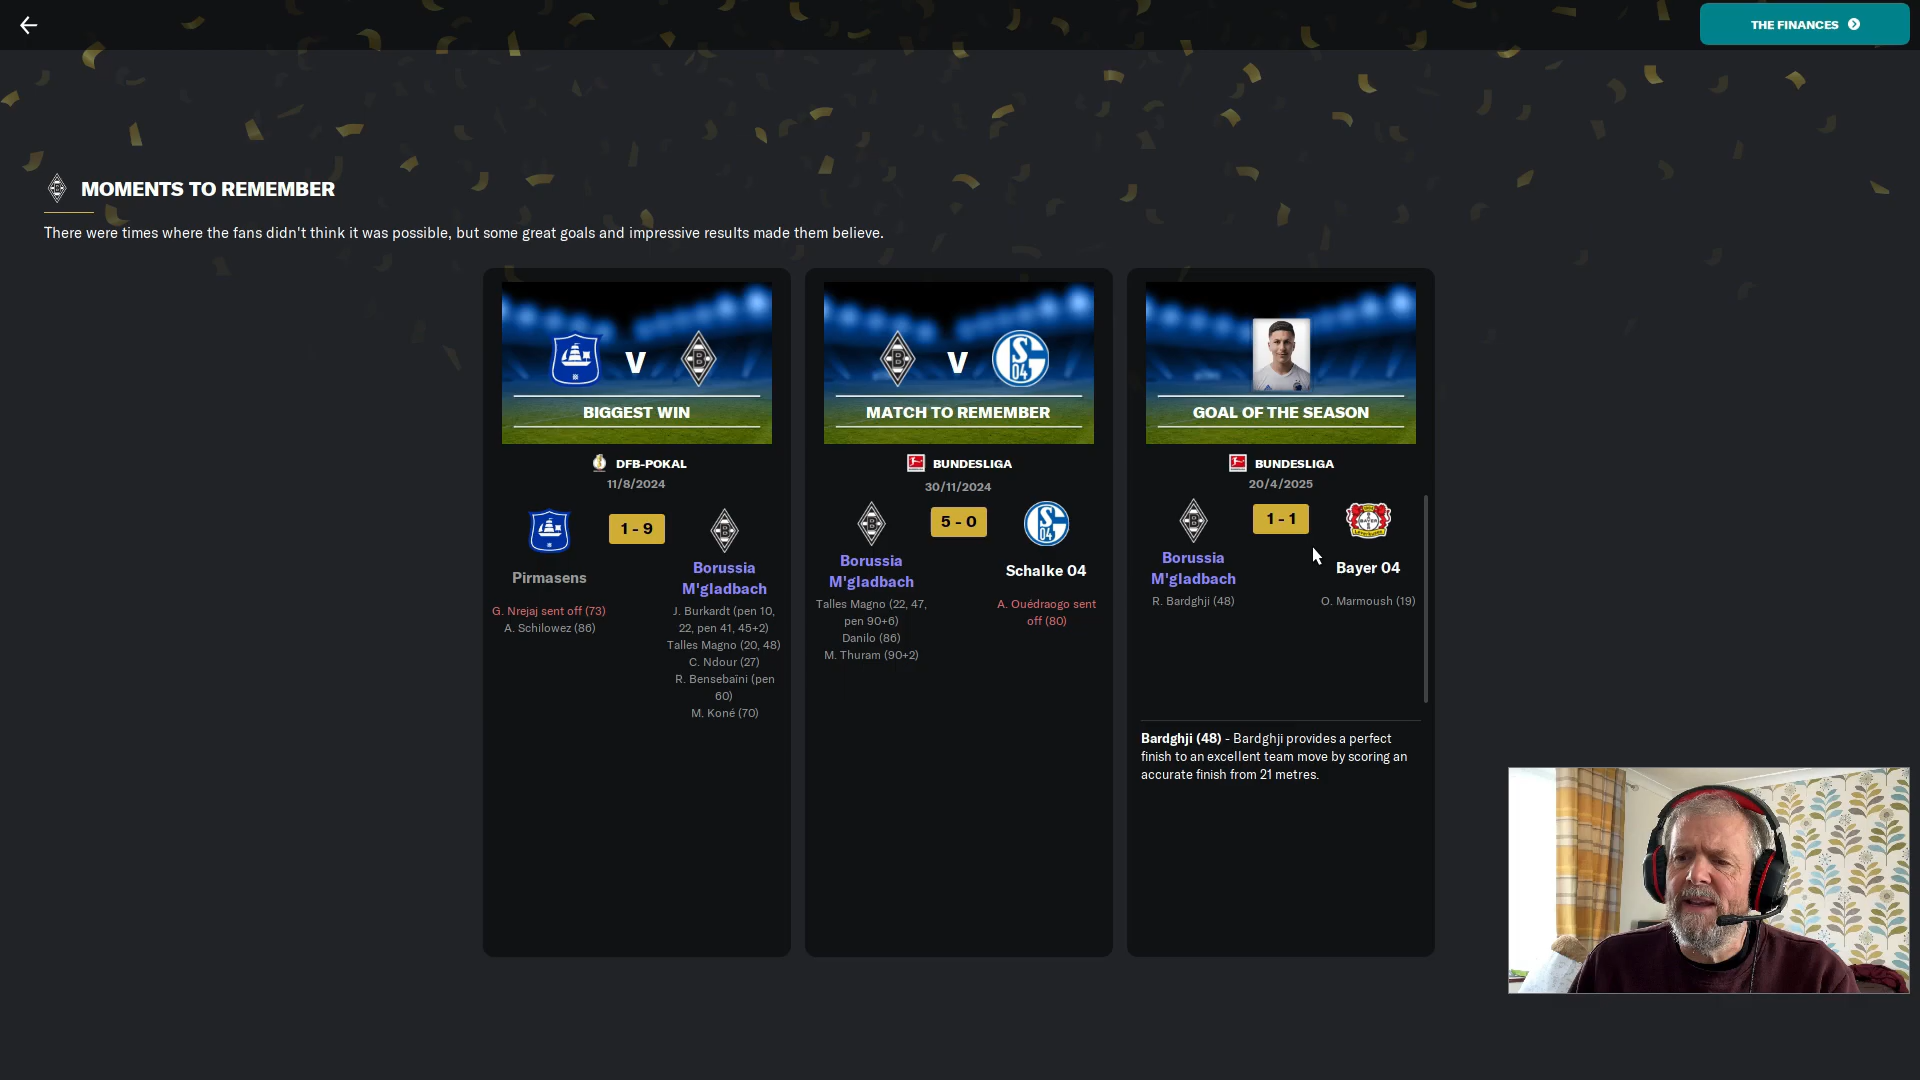 THE FINANCES
MOMENTS TO REMEMBER
There were times where the fans didn't think it was possible, but some great goals and impressive results made them believe.
V
BIGGEST WIN
DFB-POKAL
11/8/2024
1 - 9
Pirmasens
Borussia
M'gladbach
G. Nrejaj sent off (73)
A. Schilowez (86)
J. Burkardt (pen 10,
22, pen 41, 45+2)
Talles Magno (20, 48)
C. Ndour (27)
R. Bensebaini (pen
60)
M. Koné (70)
V
S
04
MATCH TO REMEMBER
BUNDESLIGA
30/11/2024
5 - 0
S
04
Borussia
M'gladbach
Schalke 04
Talles Magno (22, 47,
pen 90+6)
Danilo (86)
M. Thuram (90+2)
A. Ouédraogo sent
off (80)
GOAL OF THE SEASON
BUNDESLIGA
20/4/2025
1 - 1
Borussia
M'gladbach
Bayer 04
R. Bardghji (48)
O. Marmoush (19)
Bardghji (48) - Bardghji provides a perfect
finish to an excellent team move by scoring an
accurate finish from 21 metres.